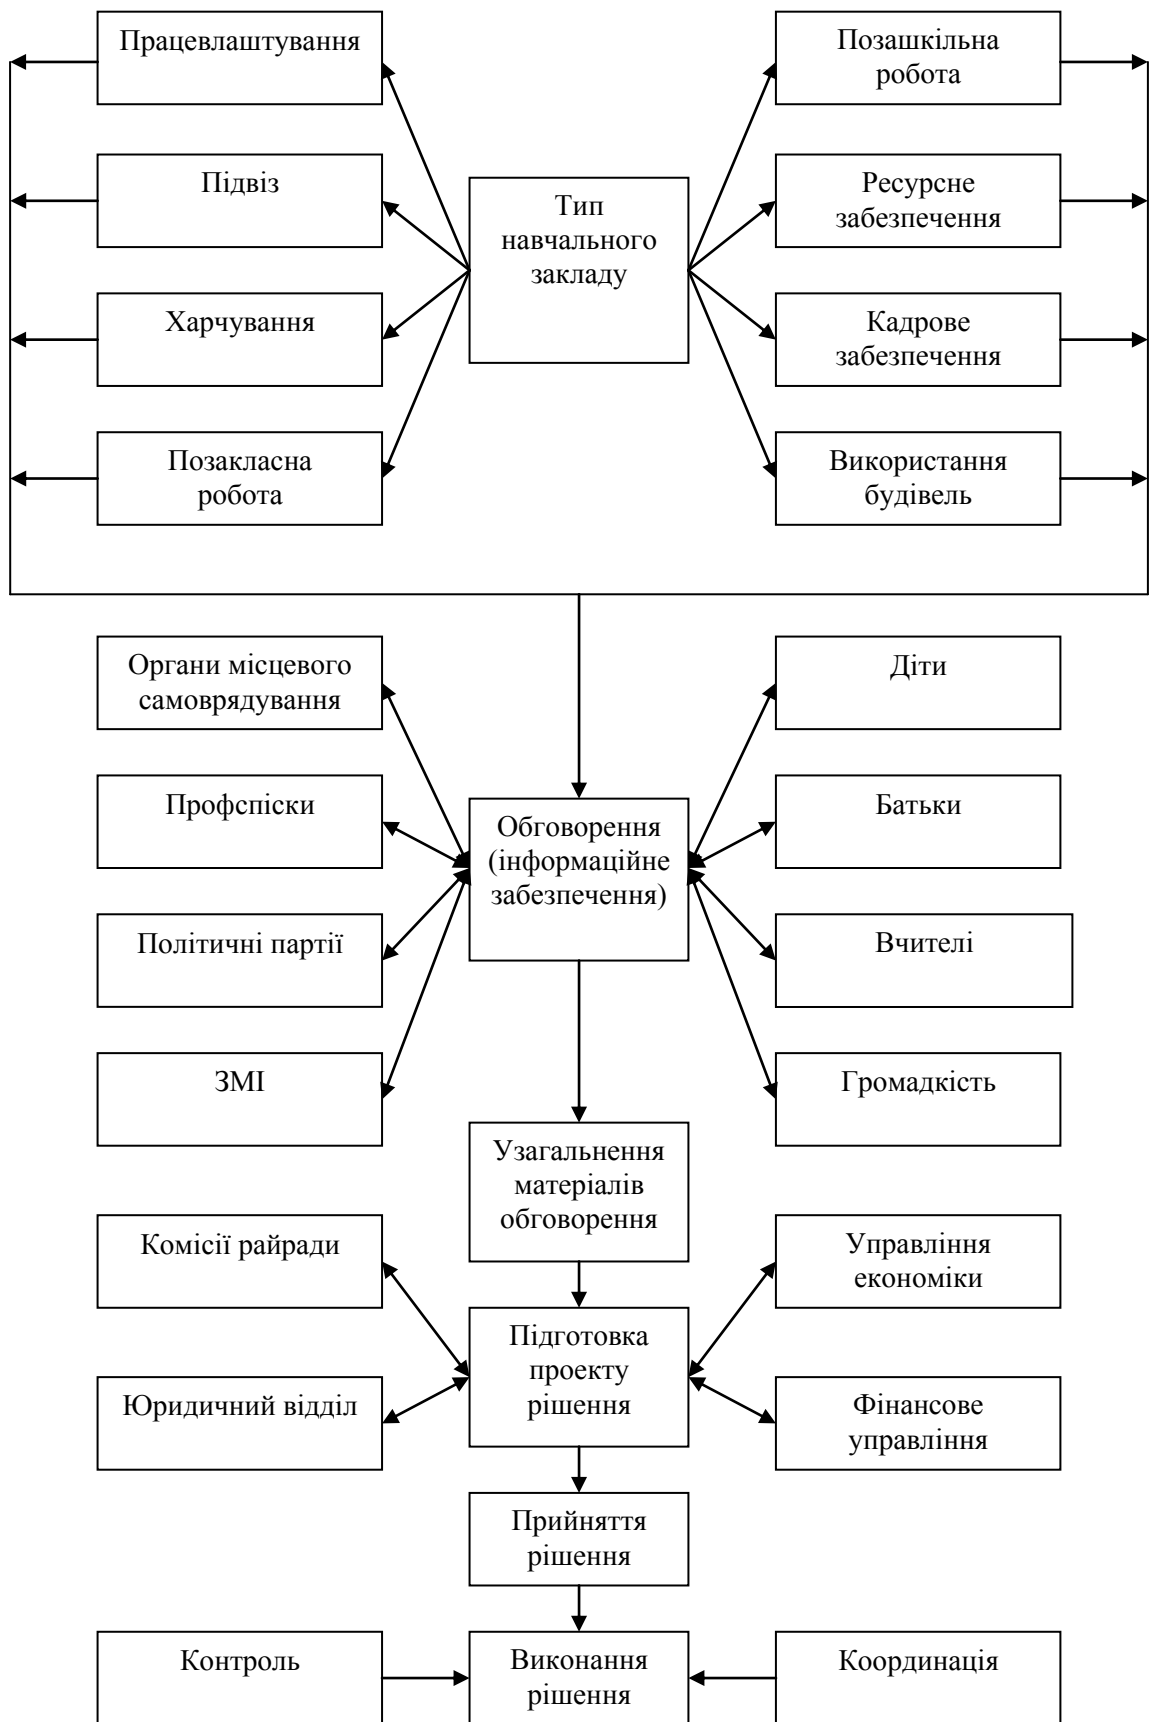 Працевлаштування
Позашкільна
робота
Підвіз
Тип
навчального
закладу
Ресурсне
забезпечення
Харчування
Кадрове
забезпечення
Позакласна
робота
Використання
будівель
Органи місцевого
самоврядування
Діти
Профспіски
Обговорення
(інформаційне
забезпечення)
Батьки
Політичні партії
Вчителі
ЗМІ
Громадкість
Узагальнення
матеріалів
обговорення
Комісії райради
Управління
економіки
Підготовка
проекту
рішення
Юридичний відділ
Фінансове
управління
Прийняття
рішення
Контроль
Виконання
рішення
Координація